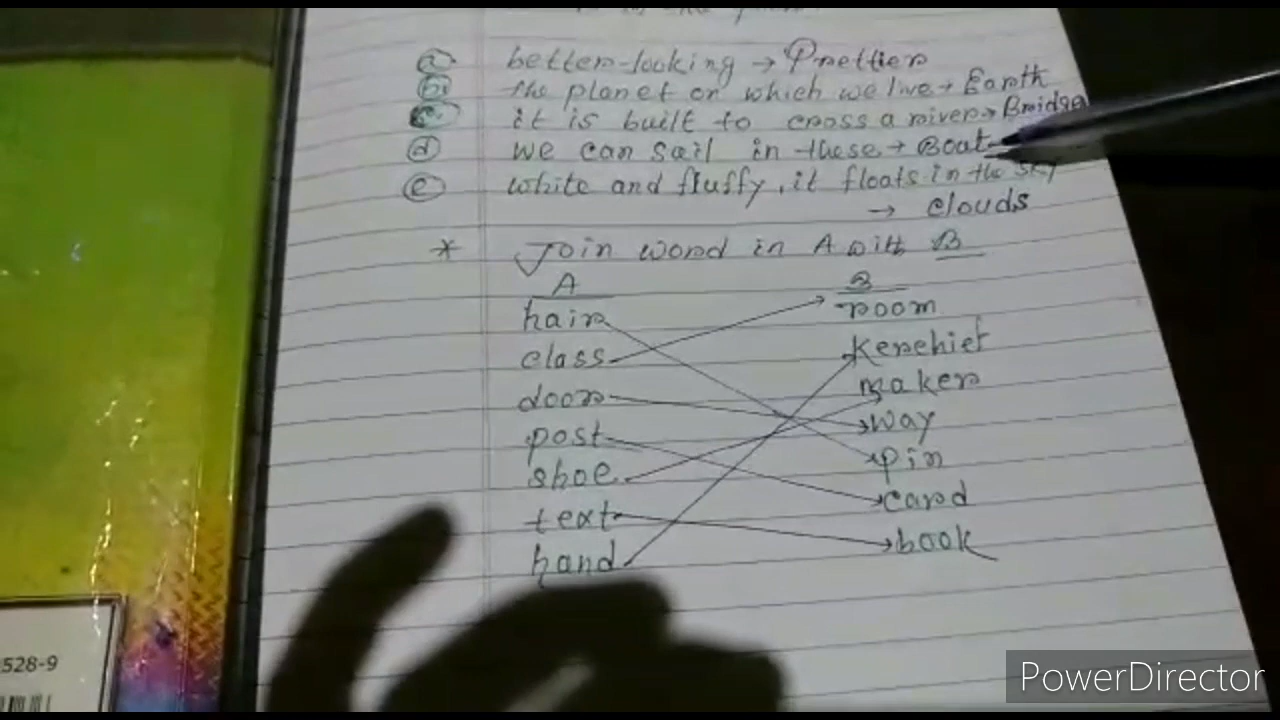 a) better-looking → Prettier
b) the planet on which we live → Earth
c) it is built to cross a river → Bridge
d) we can sail in these → Boat
e) white and fluffy, it floats in the sky
→ clouds
* Join word in A with B
A B
hair room
class Kerchief
door maker
post way
shoe pin
text card
hand book
528-9
PowerDirector